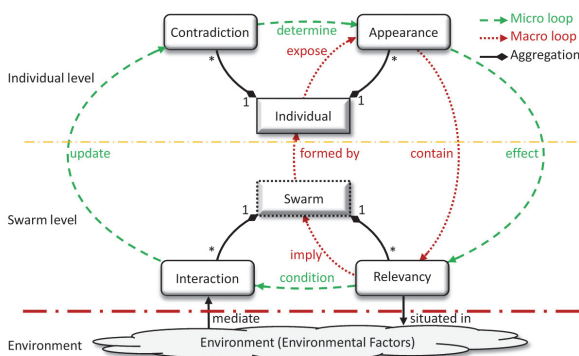 Contradiction
determine
Appearance
Micro loop
Macro loop
Aggregation
expose
*
*
Individual level
1
Individual
1
update
formed by
contain
effect
Swarm
1
1
Swarm level
*
imply
*
Interaction
condition
Relevancy
mediate
situated in
Environment
Environment (Environmental Factors)